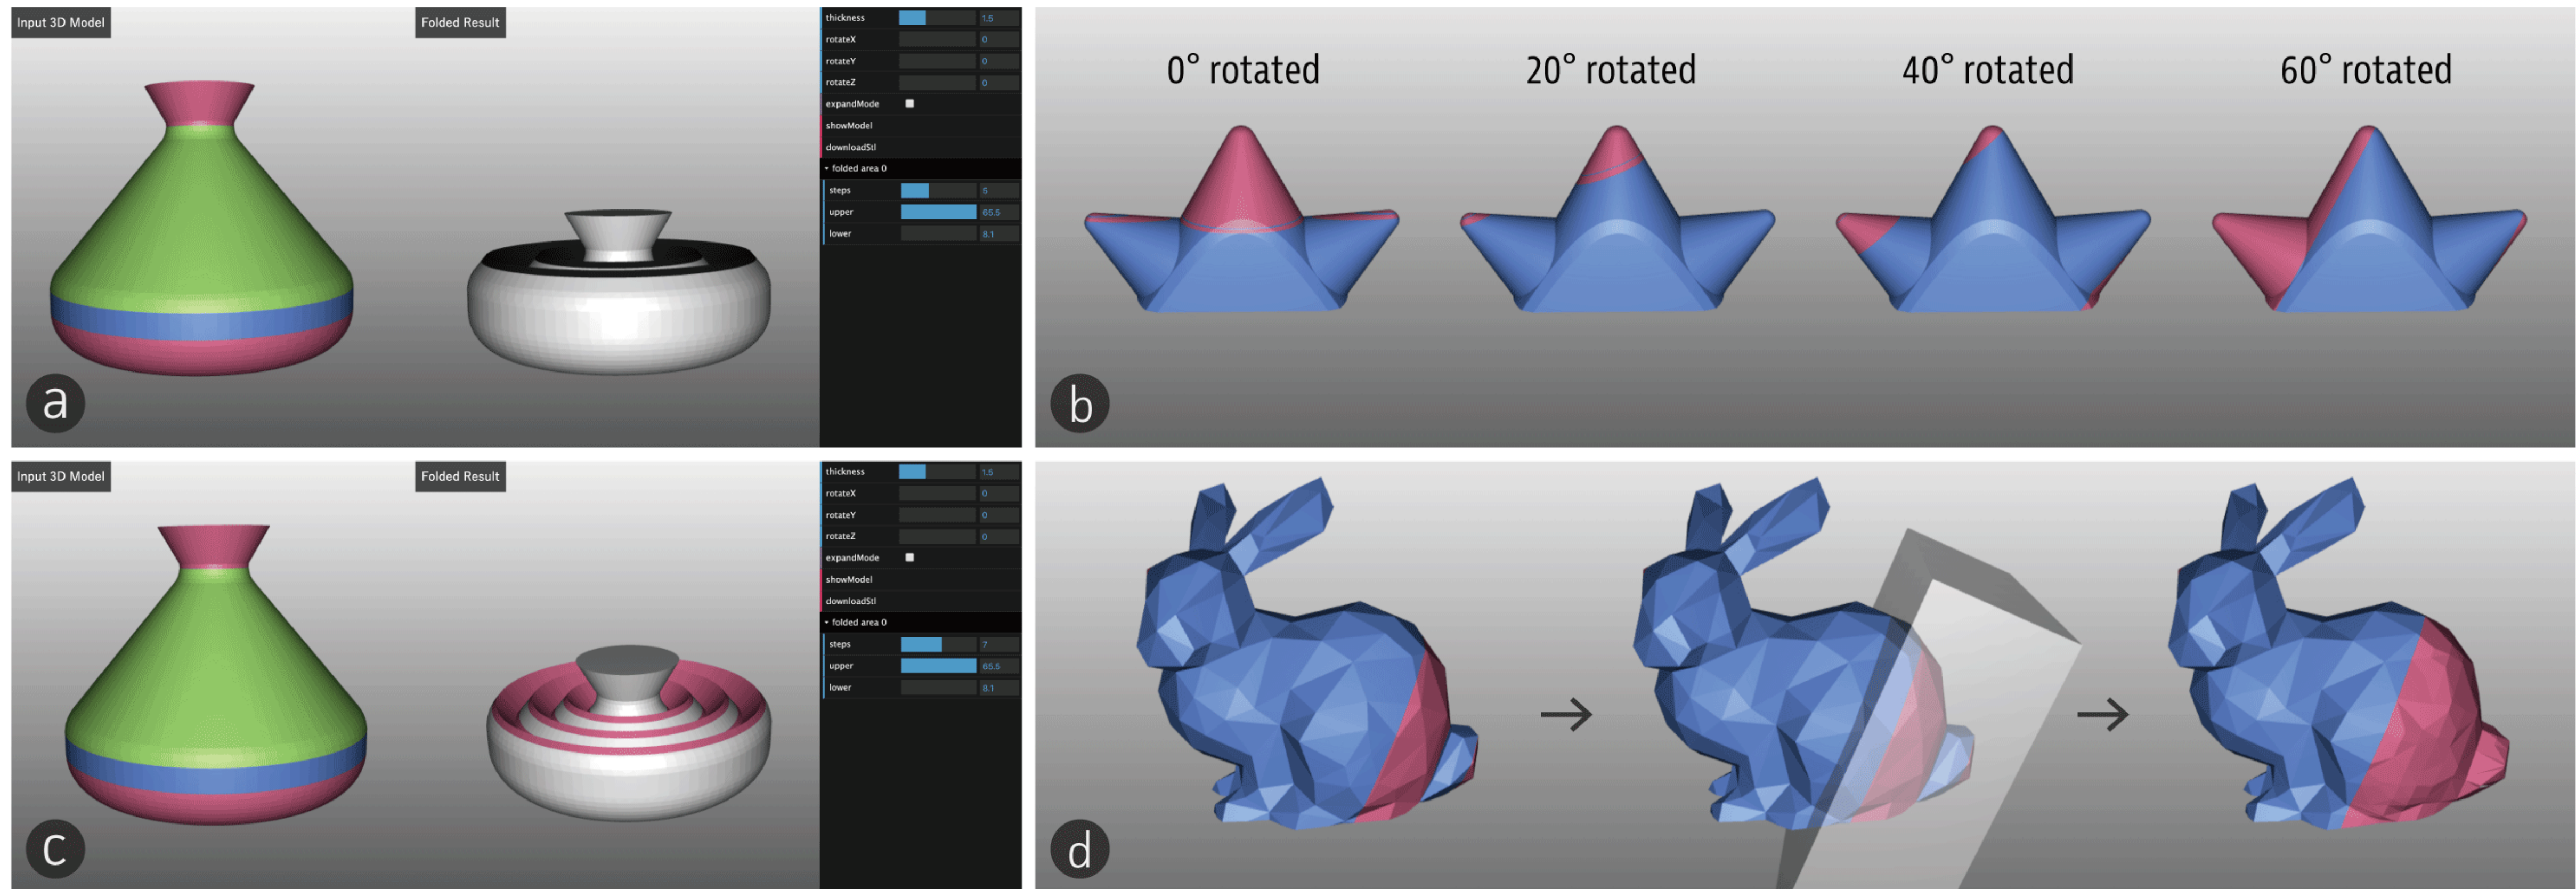 Input 3D Model
Folded Result
thickness 1.5
rotateX 0
rotateY 0
rotateZ 0
expandMode
showModel
downloadStl
folded area 0
steps 5
upper 65.5
lower 8.1
a
0° rotated
20° rotated
40° rotated
60° rotated
b
Input 3D Model
Folded Result
thickness 1.5
rotateX 0
rotateY 0
rotateZ 0
expandMode
showModel
downloadStl
folded area 0
steps 7
upper 65.5
lower 8.1
c
d